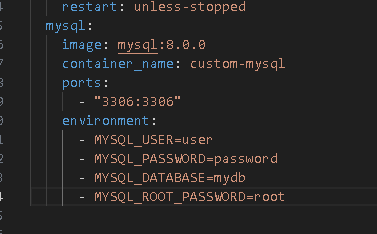 restart: unless-stopped
mysql:
image: mysql:8.0.0
container_name: custom-mysql
ports:
- "3306:3306"
environment:
- MYSQL_USER=user
- MYSQL_PASSWORD=password
- MYSQL_DATABASE=mydb
- MYSQL_ROOT_PASSWORD=root